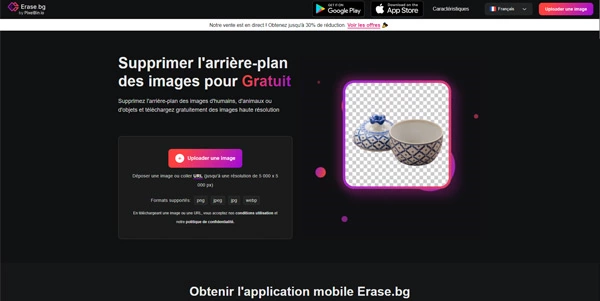 Erase.bg
by PixelBin.io
GET IT ON
Google Play
Download on the
App Store
Caractéristiques
Français
Uploader une image
Notre vente est en direct ! Obtenez jusqu'à 30% de réduction. Voir les offres
Supprimer l'arrière-plan
des images pour Gratuit
Supprimez l'arrière-plan des images d'humains, d'animaux ou
d'objets et téléchargez gratuitement des images haute résolution
Uploader une image
Déposer une image ou coller URL (jusqu'à une résolution de 5 000 x 5
000 px)
Formats supportés png jpeg jpg webp
En téléchargeant une image ou une URL, vous acceptez nos conditions utilisation et
notre politique de confidentialité.
Obtenir l'application mobile Erase.bg